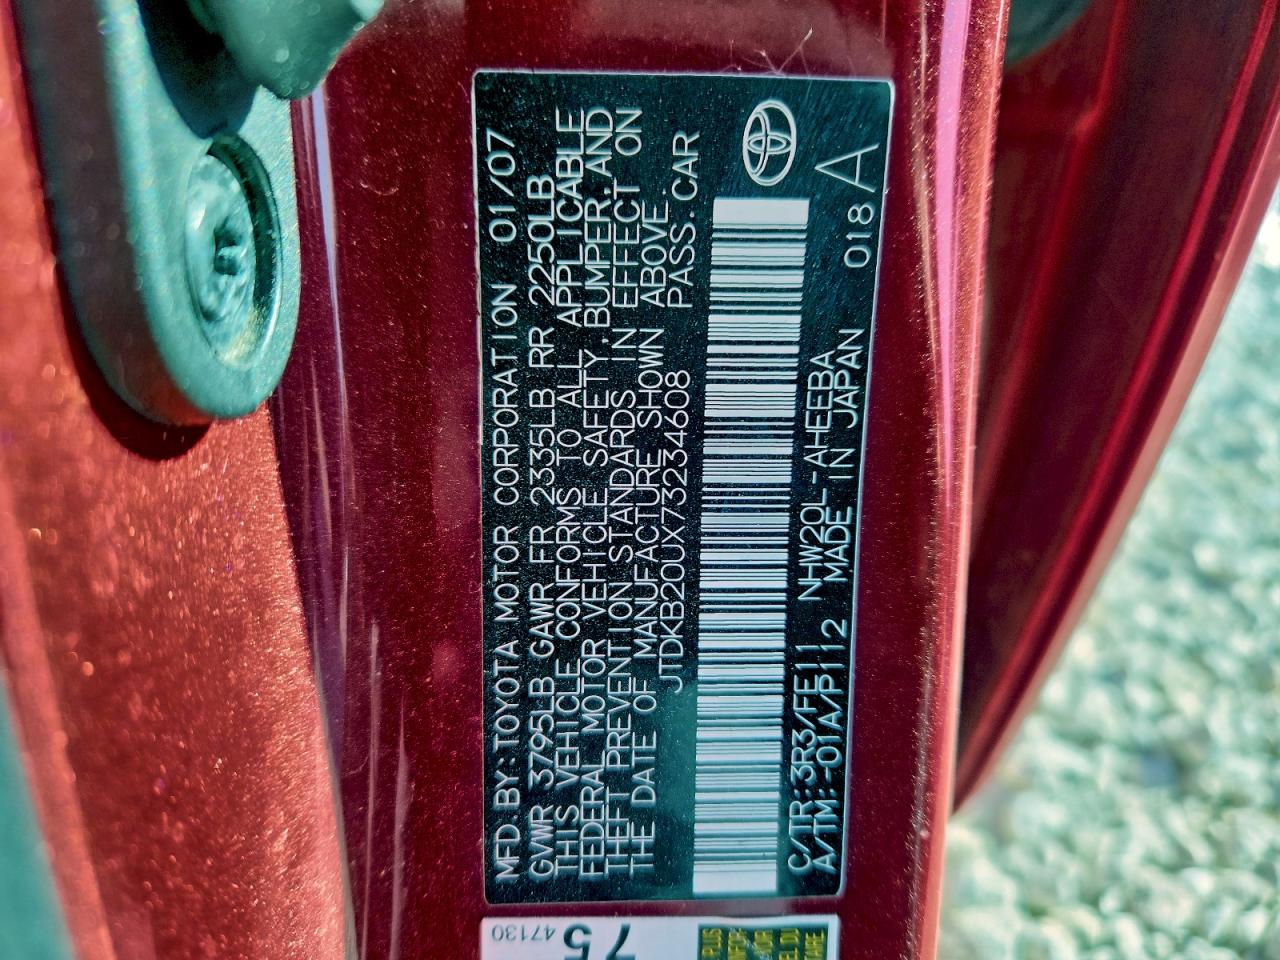 MFD.BY:TOYOTA MOTOR CORPORATION 01/07
GVWR 3795LB GAWR FR 2335LB RR 2250LB
THIS VEHICLE CONFORMS TO ALL APPLICABLE
FEDERAL MOTOR VEHICLE SAFETY, BUMPER, AND
THEFT PREVENTION STANDARDS IN EFFECT ON
THE DATE OF MANUFACTURE SHOWN ABOVE.
JTDKB20UX73234608 PASS.CAR
C/TR:3R3/FE11 NHW20L-AHEEBA
A/TM:-01A/P112 MADE IN JAPAN 018 A
47130
75
PLUS